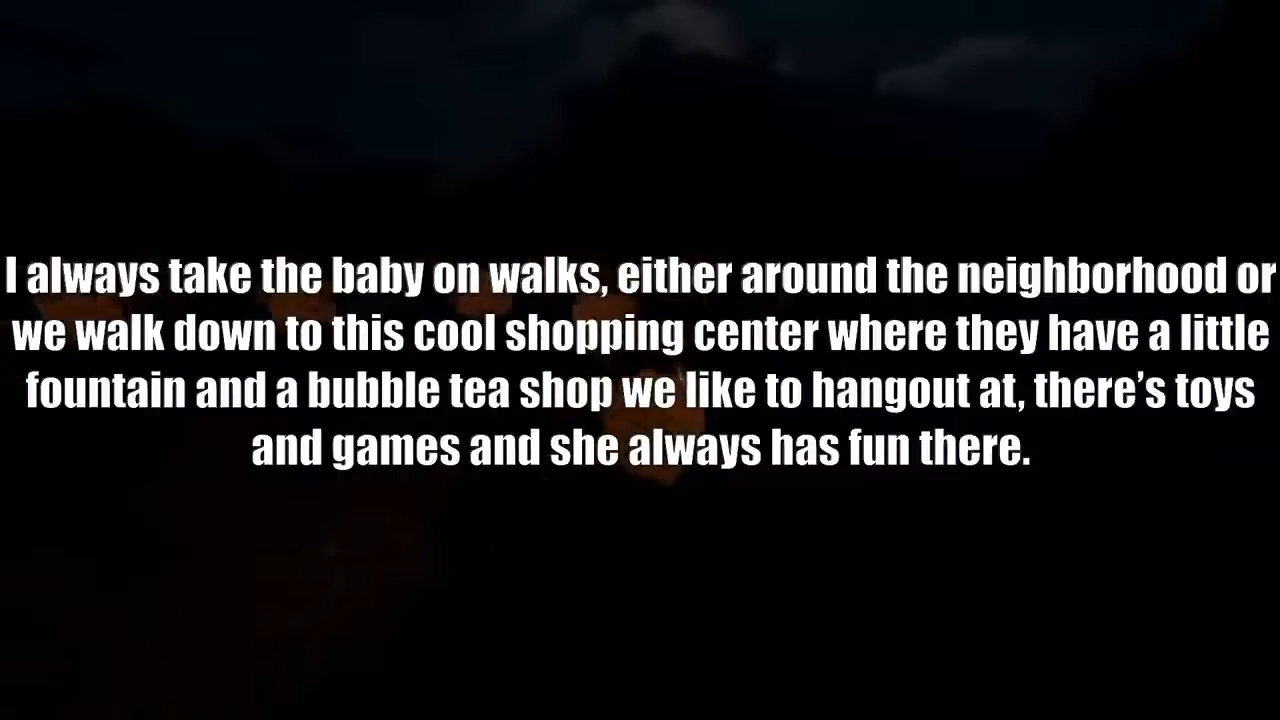 I always take the baby on walks, either around the neighborhood or
we walk down to this cool shopping center where they have a little
fountain and a bubble tea shop we like to hangout at, there’s toys
and games and she always has fun there.